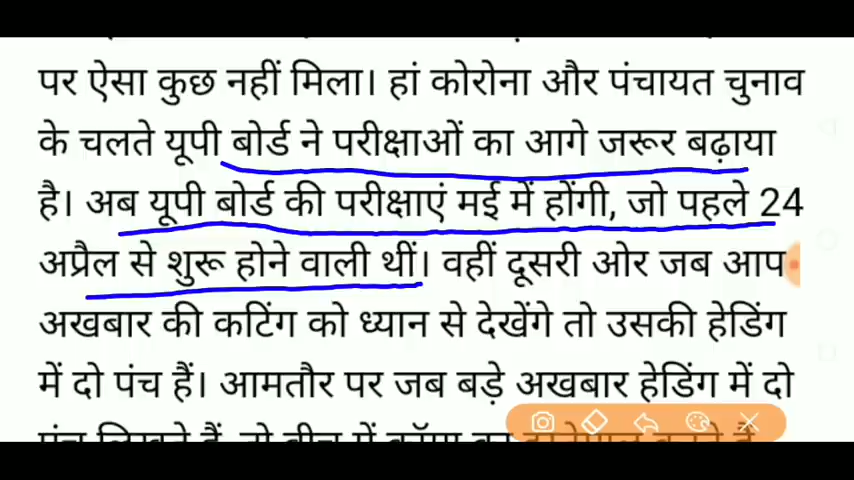 पर ऐसा कुछ नहीं मिला। हां कोरोना और पंचायत चुनाव
के चलते यूपी बोर्ड ने परीक्षाओं का आगे जरूर बढ़ाया
है। अब यूपी बोर्ड की परीक्षाएं मई में होंगी, जो पहले 24
अप्रैल से शुरू होने वाली थीं। वहीं दूसरी ओर जब आप
अखबार की कटिंग को ध्यान से देखेंगे तो उसकी हेडिंग
में दो पंच हैं। आमतौर पर जब बड़े अखबार हेडिंग में दो